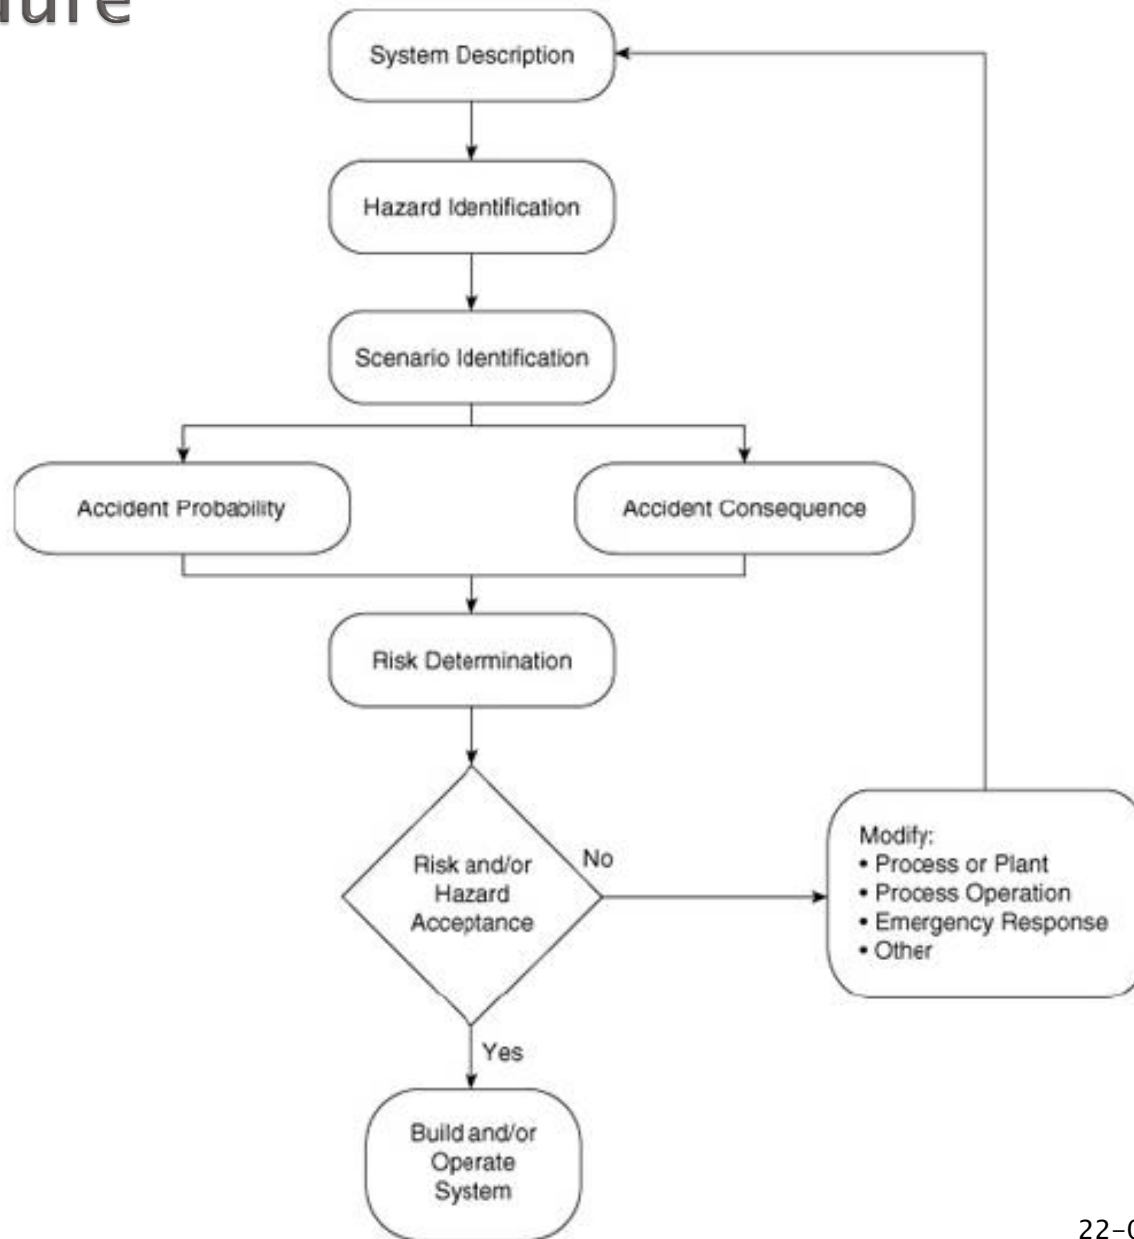 System Description
Hazard Identification
Scenario Identification
Accident Probability
Accident Consequence
Risk Determination
Risk and/or
Hazard
Acceptance
No
Modify:
• Process or Plant
• Process Operation
• Emergency Response
• Other
Yes
Build and/or
Operate
System